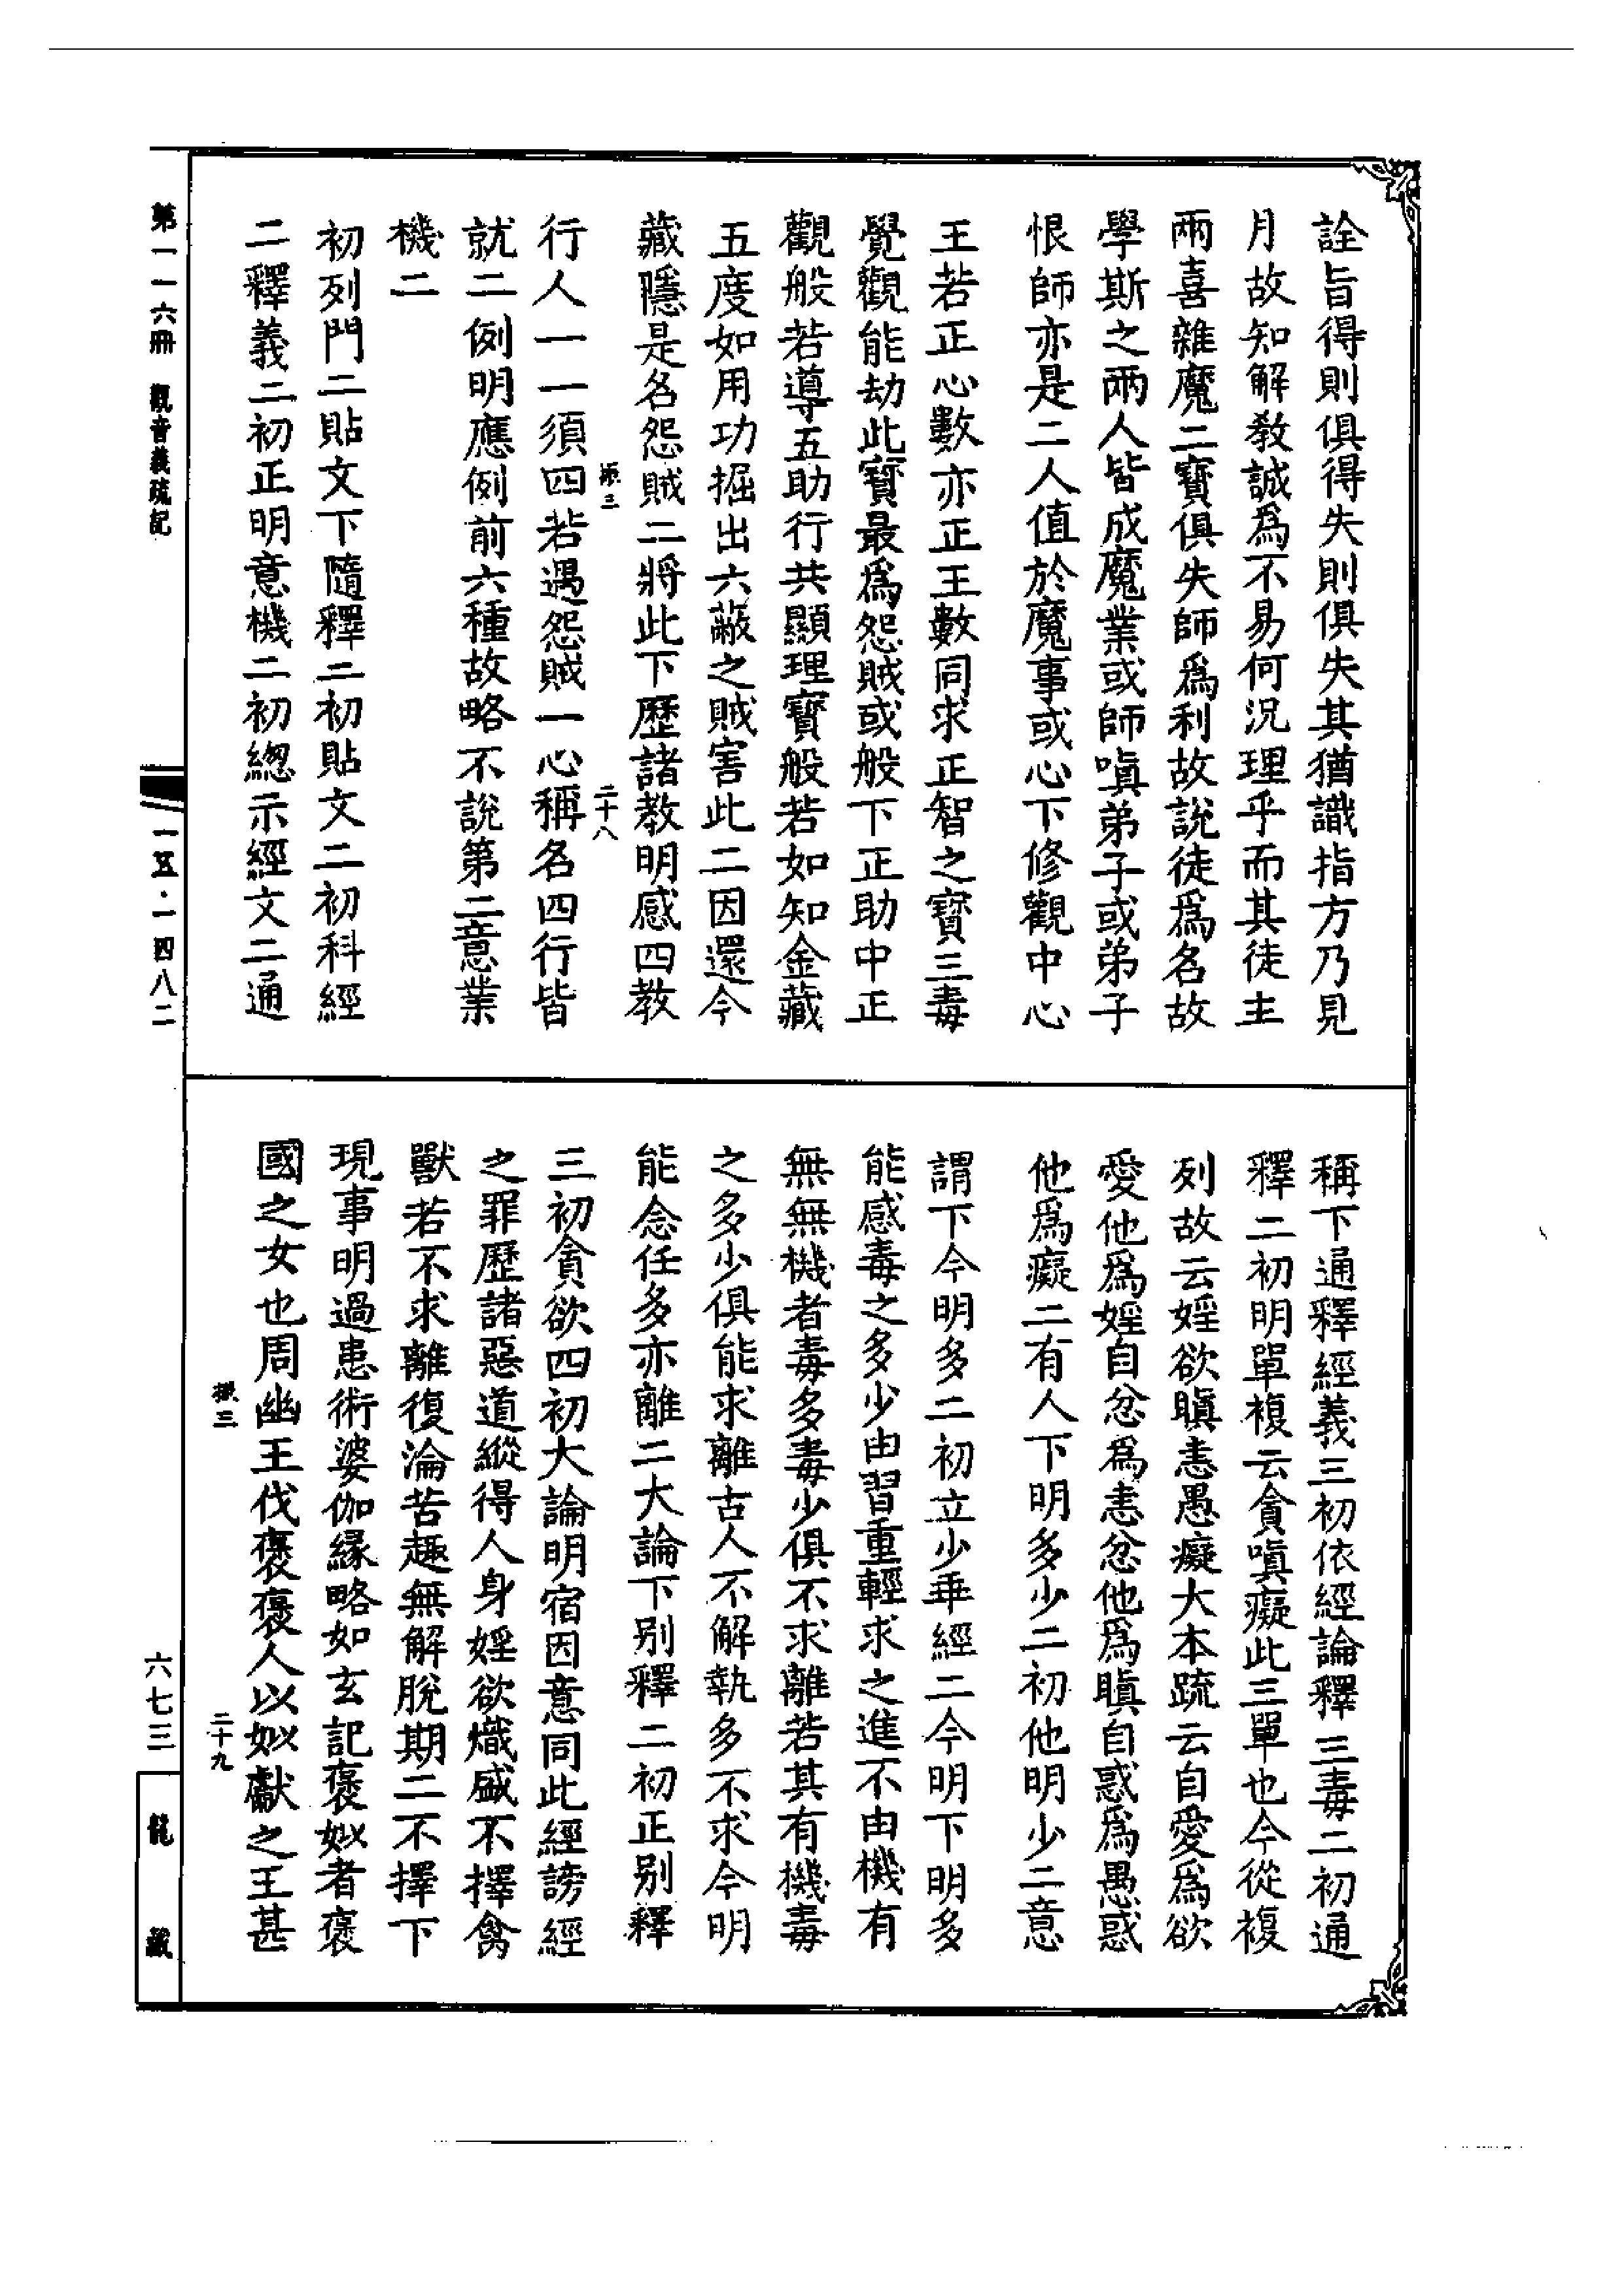 詮旨得則俱得失則俱失其猶識指方乃見
月故知解教誠爲不易何況理乎而其徒主
兩喜雜魔二寶俱失師爲利故說徒爲名故
學斯之兩人皆成魔業或師嗔弟子或弟子
恨師亦是二人值於魔事或心下修觀中心
王若正心數亦正王數同求正智之寶三毒
覺觀能劫此寶最爲怨賊或般下正助中正
觀般若導五助行共顯理寶般若如知金藏
五度如用功掘出六蔽之賊害此二因還今
藏隱是名怨賊二將此下歷諸教明感四教
二十八
行人一一須四若遇怨賊一心稱名四行皆
就二例明應例前六種故略不說第二意業
機二
初列門二貼文下隨釋二初貼文二初科經
二釋義二初正明意機二初緫示經文二通
稱下通釋經義三初依經論釋三毒二初通
釋二初明單複云貪嗔癡此三單也今從複
列故云婬欲瞋恚愚癡大本疏云自愛爲欲
愛他爲婬自忿爲恚忿他爲瞋自惑爲愚惑
他爲癡二有人下明多少二初他明少二意
謂下今明多二初立少乖經二今明下明多
能感毒之多少由習重輕求之進不由機有
無無機者毒多毒少俱不求離若其有機毒
之多少俱能求離古人不解執多不求今明
能念任多亦離二大論下别釋二初正别釋
三初貪欲四初大論明宿因意同此經謗經
之罪歷諸惡道縱得人身婬欲熾盛不擇禽
獸若不求離復淪苦趣無解脫期二不擇下
現事明過患術婆伽緣略如玄記褒姒者褒
國之女也周幽王伐褒褒人以姒獻之王甚
二十九
第一一六冊　觀音義疏記
一五·一四八二
六七三
龍藏